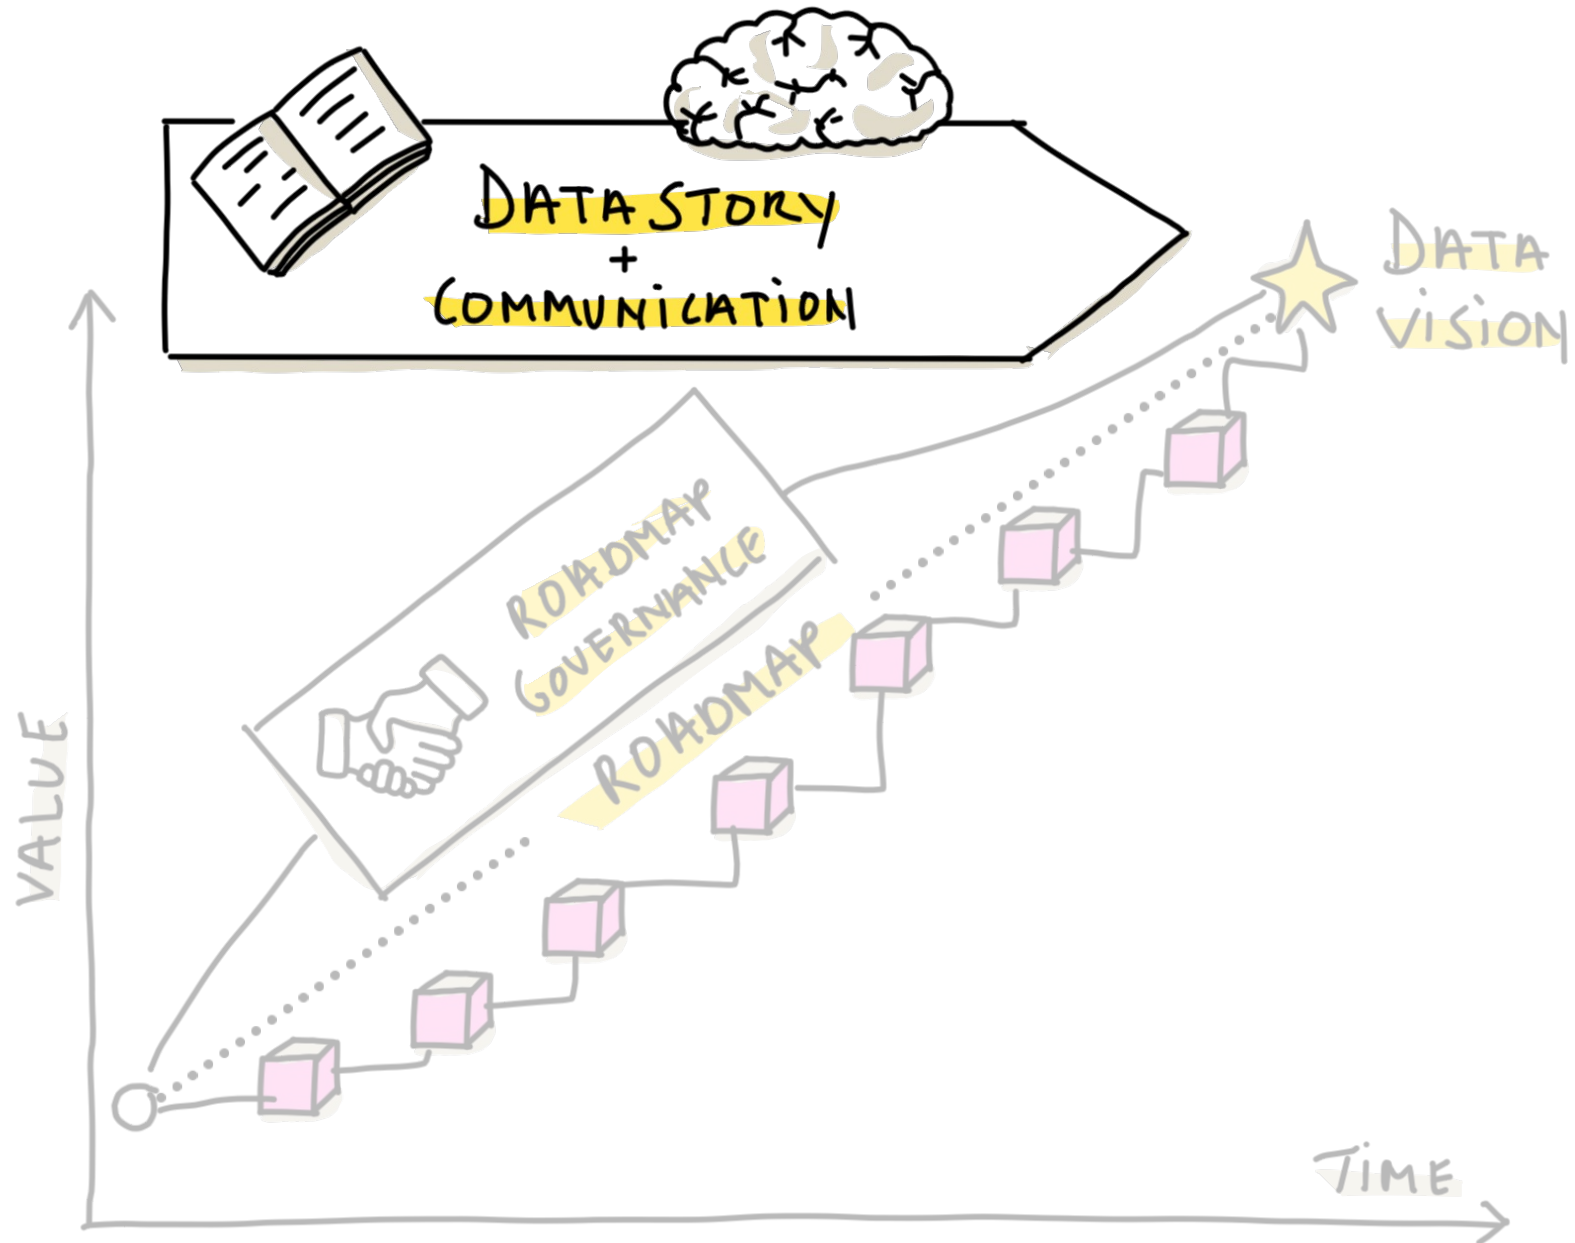 DATA STORY
+
COMMUNICATION
DATA
VISION
ROADMAP
GOVERNANCE
ROADMAP
VALUE
TIME